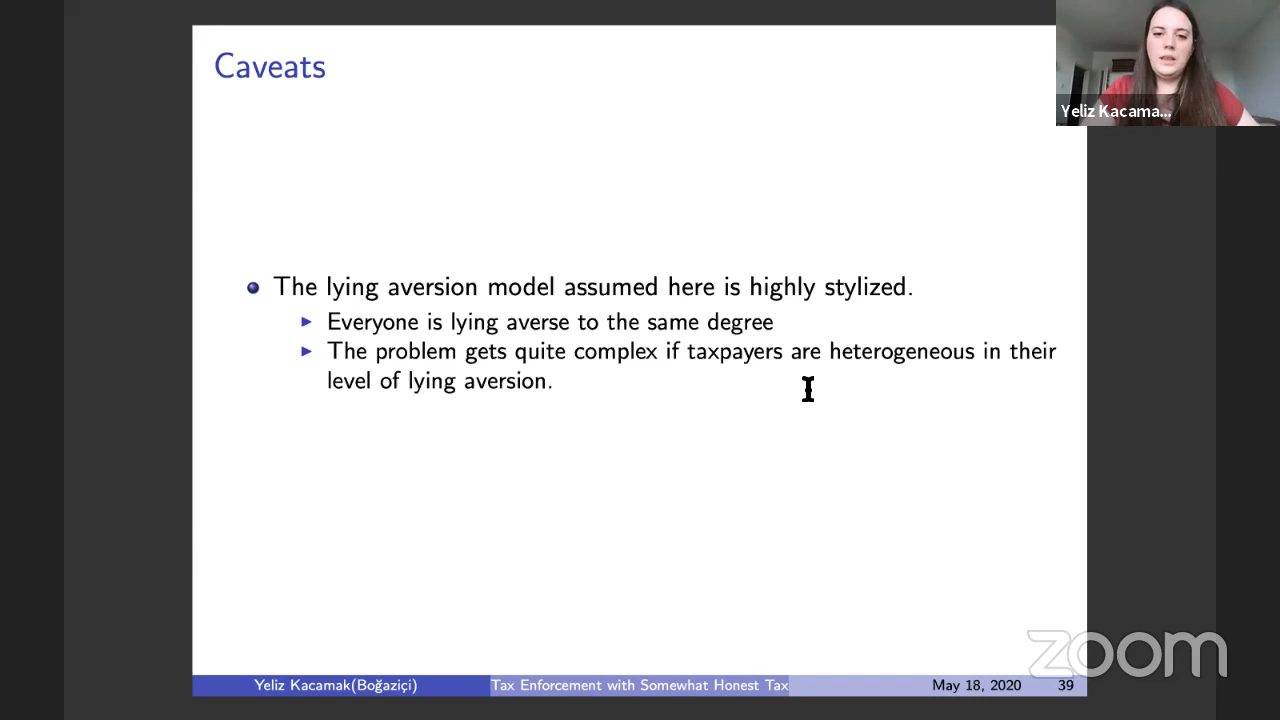 Caveats
Yeliz Kacama...
The lying aversion model assumed here is highly stylized.
Everyone is lying averse to the same degree
The problem gets quite complex if taxpayers are heterogeneous in their
level of lying aversion.
zoom
Yeliz Kacamak(Boğaziçi)
Tax Enforcement with Somewhat Honest Tax
May 18, 2020
39